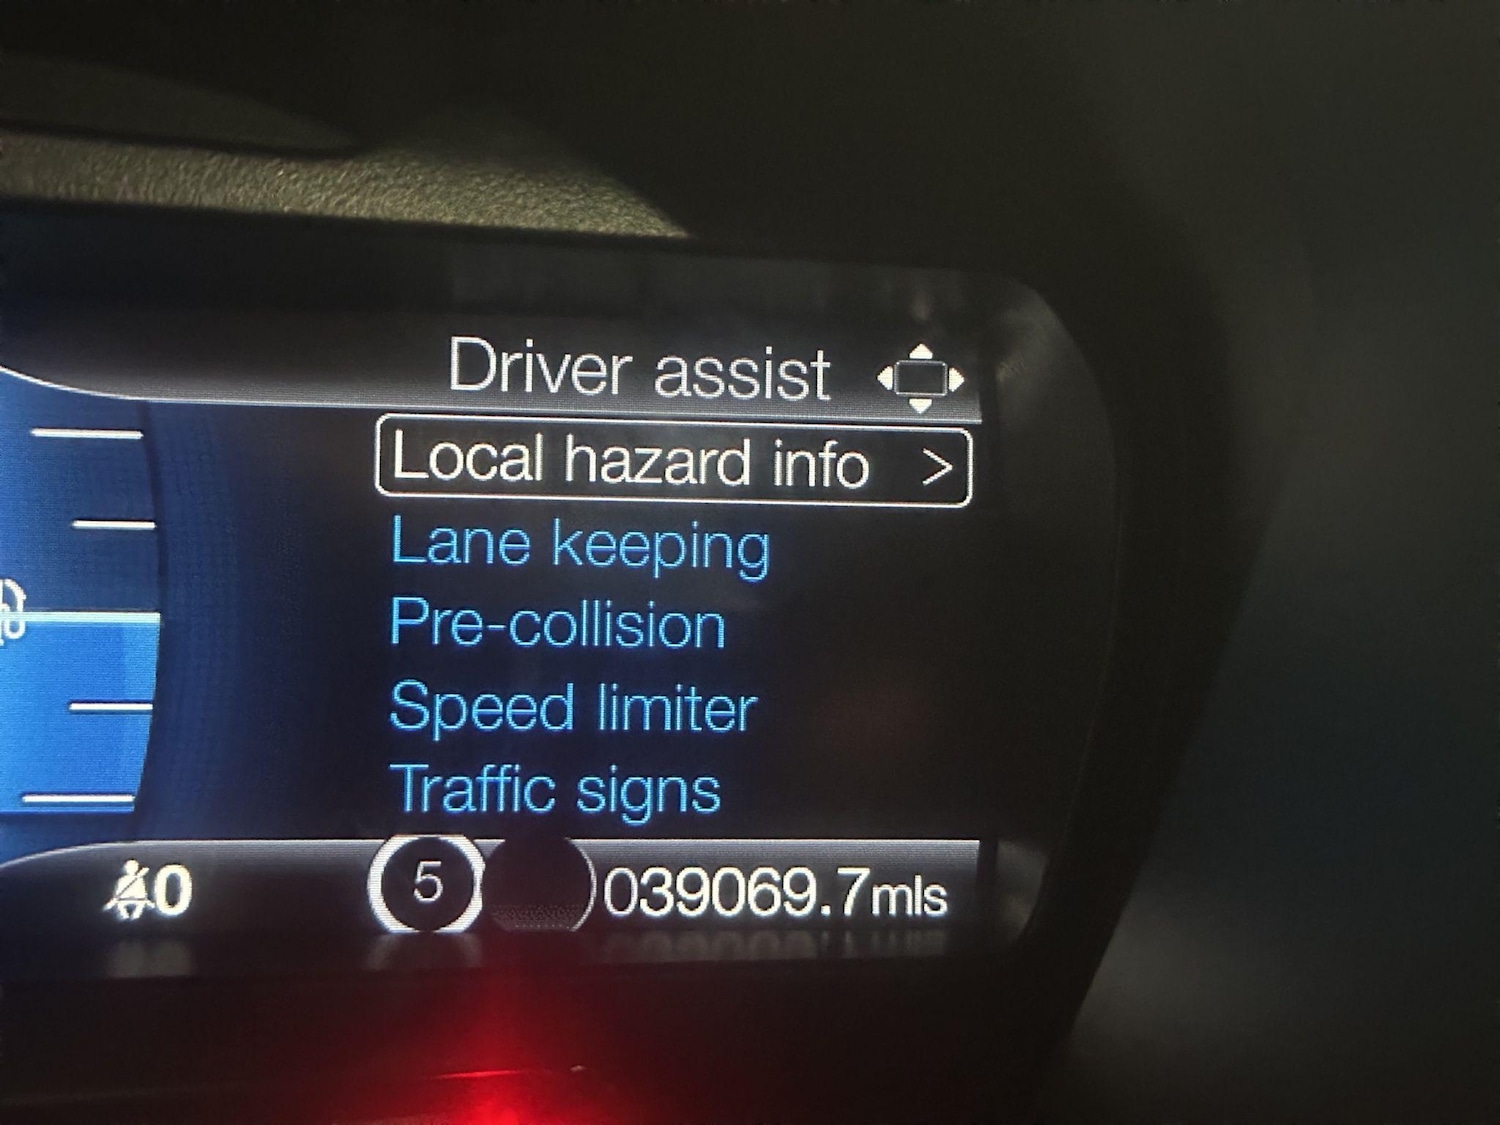 Driver assist
Local hazard info >
Lane keeping
Pre-collision
Speed limiter
Traffic signs
0 5 039069.7mls